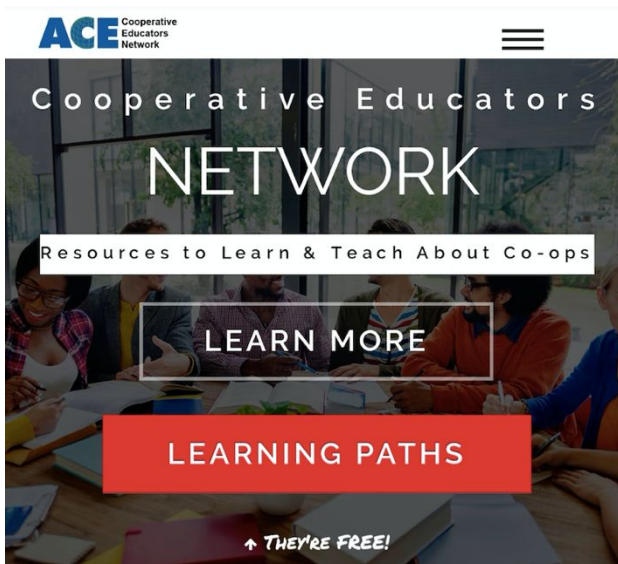 ACE Cooperative
Educators
Network
Cooperative Educators
NETWORK
Resources to Learn & Teach About Co-ops
LEARN MORE
LEARNING PATHS
↑ THEY'RE FREE!